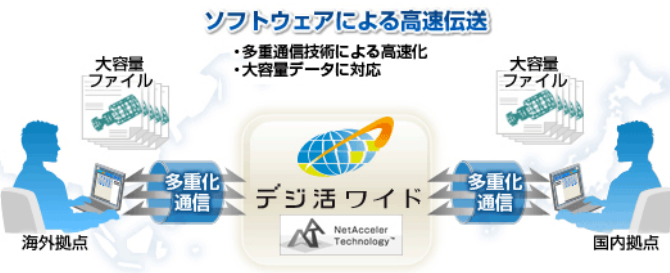 ソフトウェアによる高速伝送
・多重通信技術による高速化
・大容量データに対応
大容量
ファイル
大容量
ファイル
多重化
通信
デジ活ワイド
多重化
通信
NetAcceler
Technology™
海外拠点
国内拠点